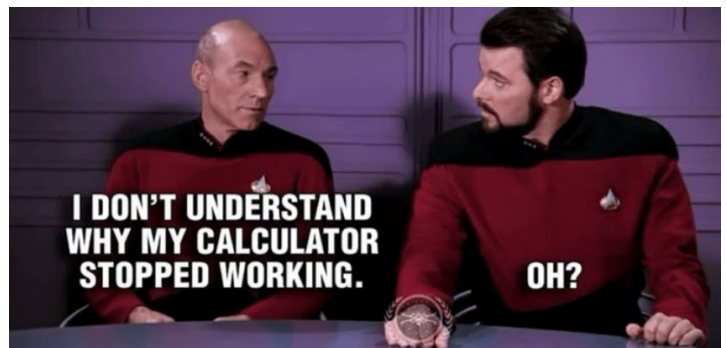 I DON'T UNDERSTAND
WHY MY CALCULATOR
STOPPED WORKING.
OH?